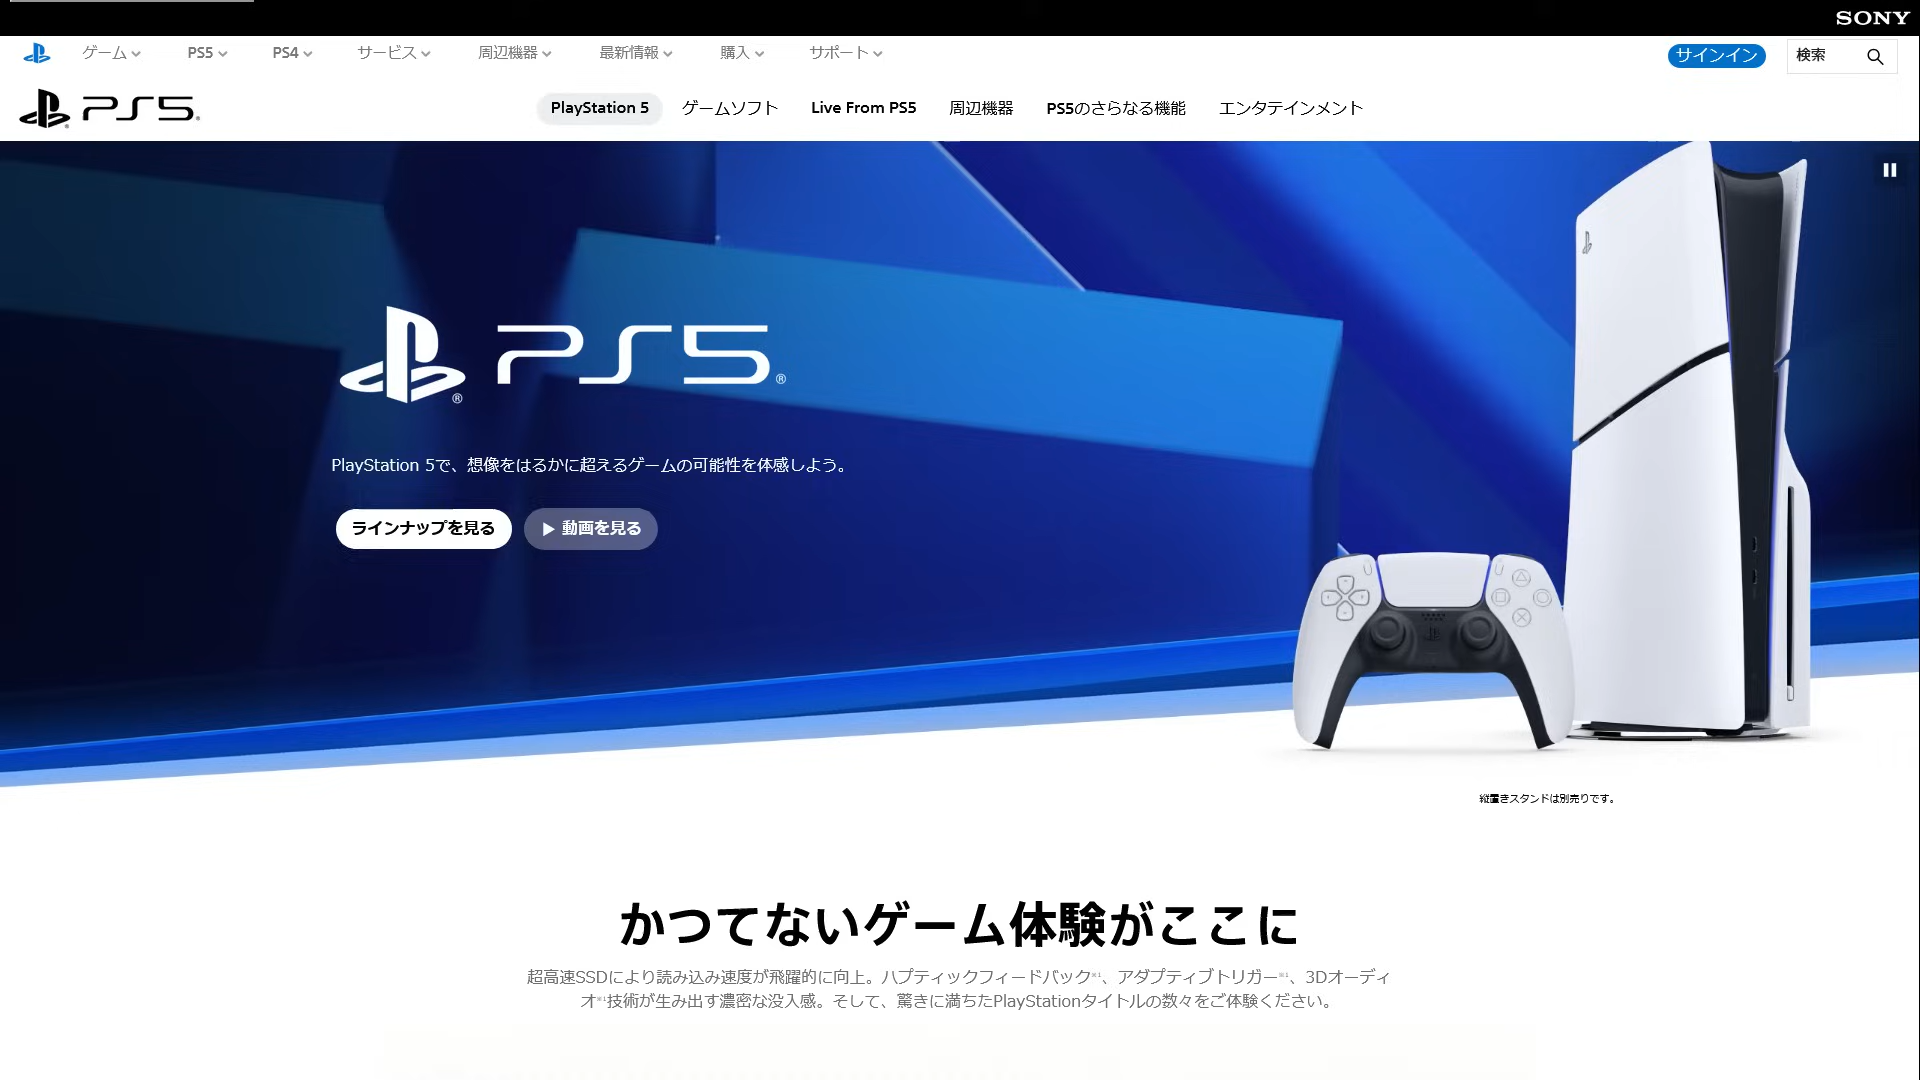 SONY
ゲーム PS5 PS4 サービス 周辺機器 最新情報 購入 サポート サインイン 検索
PS5 PlayStation 5 ゲームソフト Live From PS5 周辺機器 PS5のさらなる機能 エンタテインメント
PS5
PlayStation 5で、想像をはるかに超えるゲームの可能性を体感しよう。
ラインナップを見る 動画を見る
縦置きスタンドは別売りです。
かつてないゲーム体験がここに
超高速SSDにより読み込み速度が飛躍的に向上。ハプティックフィードバック※1、アダプティブトリガー※1、3Dオーディ
オ※1技術が生み出す濃密な没入感。そして、驚きに満ちたPlayStationタイトルの数々をご体験ください。